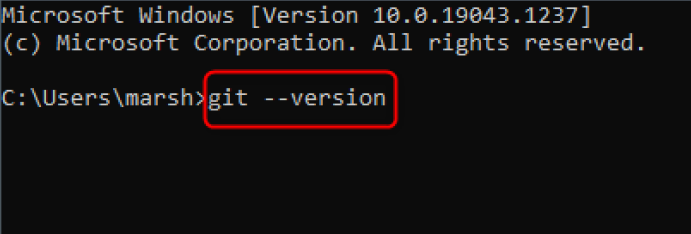 Microsoft Windows [Version 10.0.19043.1237]
(c) Microsoft Corporation. All rights reserved.
C:\Users\marsh>git --version